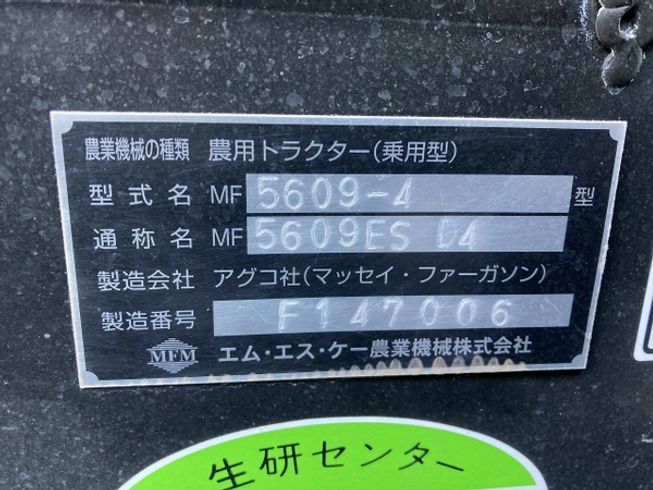 農業機械の種類 農用トラクター(乗用型)
型式名 MF 5609-4 型
通称名 MF 5609ES D4
製造会社 アグコ社(マッセイ・ファーガソン)
製造番号 F147006
MFM エム・エス・ケー農業機械株式会社
生研センター